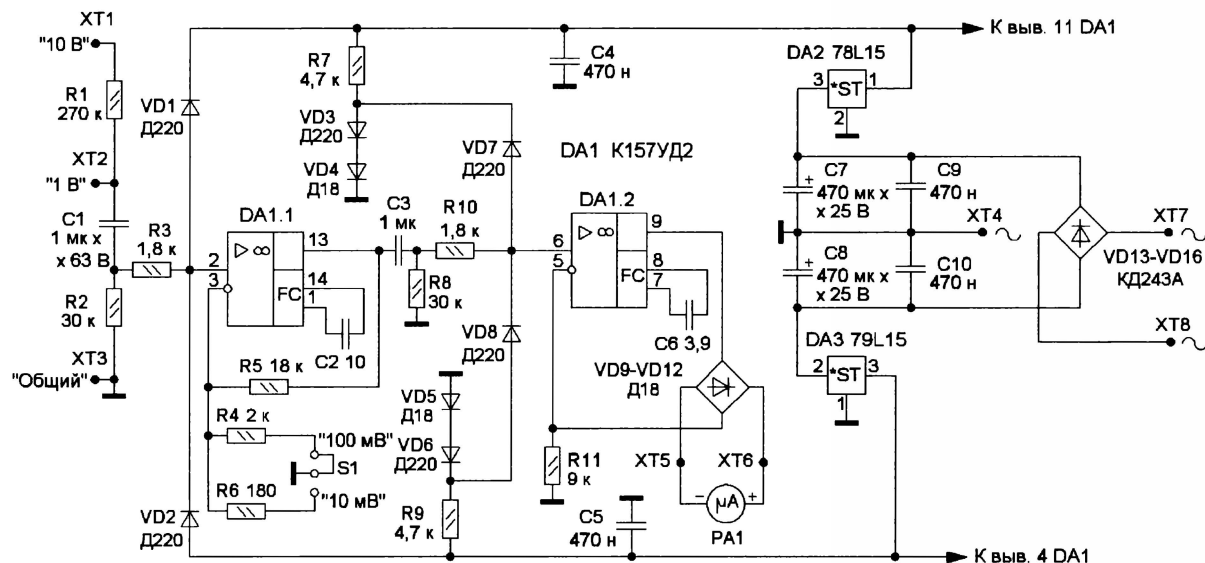 XT1
"10 В"
R1
270 к
XT2
"1 В"
C1
1 мк х
х 63 В
R2
30 к
XT3
"Общий"
R3
1,8 к
VD1
Д220
VD2
Д220
R7
4,7 к
VD3
Д220
VD4
Д18
C4
470 н
DA1.1
▷ ∞
FC
2
3
13
14
1
C2 10
R5 18 к
R4 2 к
"100 мВ"
S1
R6 180
"10 мВ"
C3
1 мк
R10
1,8 к
R8
30 к
VD7
Д220
VD8
Д220
VD5
Д18
VD6
Д220
R9
4,7 к
DA1 К157УД2
DA1.2
▷ ∞
FC
6
5
9
8
7
C6 3,9
VD9-VD12
Д18
R11
9 к
XT5
XT6
−
μА
+
PA1
C5
470 н
К выв. 11 DA1
DA2 78L15
3
*ST
1
2
C7
+
470 мк х
х 25 В
C9
470 н
XT4
C8
+
470 мк х
х 25 В
C10
470 н
XT7
VD13-VD16
КД243А
XT8
DA3 79L15
2
*ST
3
1
К выв. 4 DA1